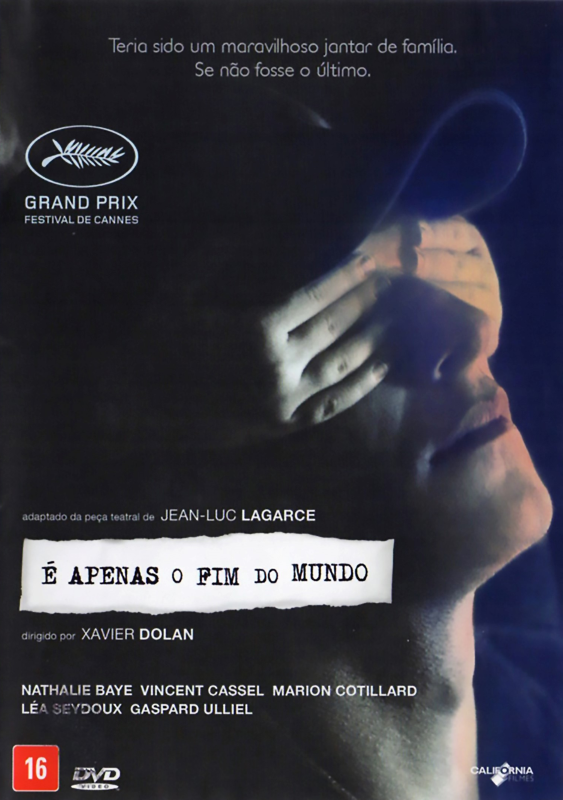 Teria sido um maravilhoso jantar de família.
Se não fosse o último.
GRAND PRIX
FESTIVAL DE CANNES
adaptado da peça teatral de JEAN-LUC LAGARCE
É APENAS O FIM DO MUNDO
dirigido por XAVIER DOLAN
NATHALIE BAYE VINCENT CASSEL MARION COTILLARD
LÉA SEYDOUX GASPARD ULLIEL
16
DVD
VIDEO
CALIFORNIA
FILMES